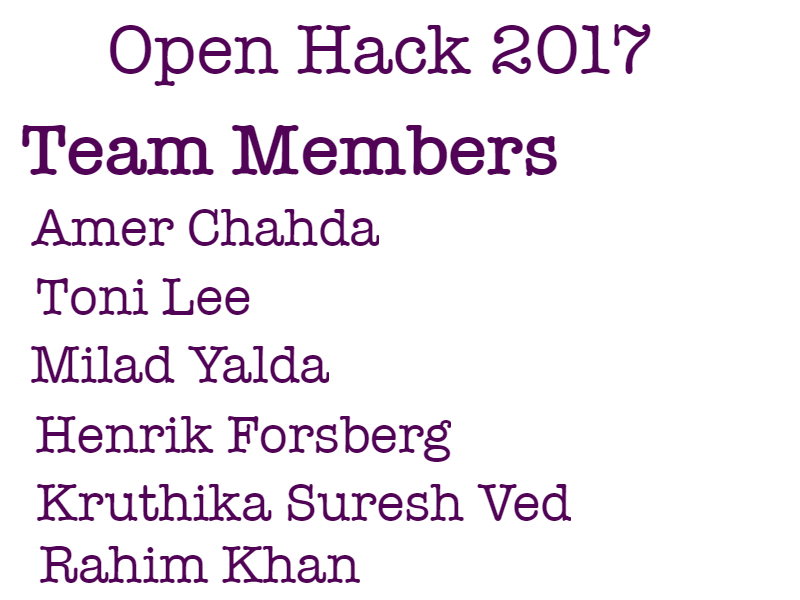 Open Hack 2017
Team Members
Amer Chahda
Toni Lee
Milad Yalda
Henrik Forsberg
Kruthika Suresh Ved
Rahim Khan